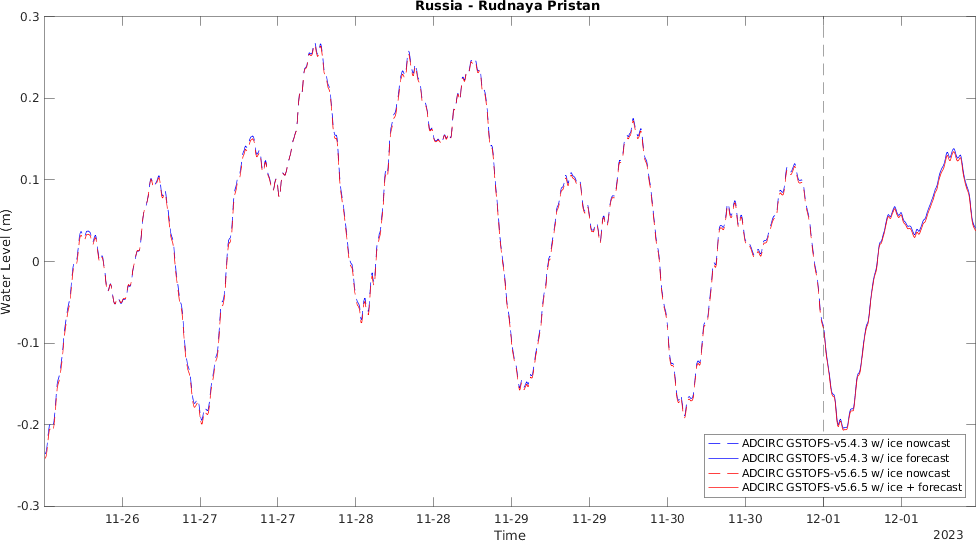 Russia - Rudnaya Pristan
0.3
0.2
0.1
0
-0.1
-0.2
-0.3
Water Level (m)
ADCIRC GSTOFS-v5.4.3 w/ ice nowcast
ADCIRC GSTOFS-v5.4.3 w/ ice forecast
ADCIRC GSTOFS-v5.6.5 w/ ice nowcast
ADCIRC GSTOFS-v5.6.5 w/ ice + forecast
11-26 11-27 11-27 11-28 11-28 11-29 11-29 11-30 11-30 12-01 12-01
Time
2023